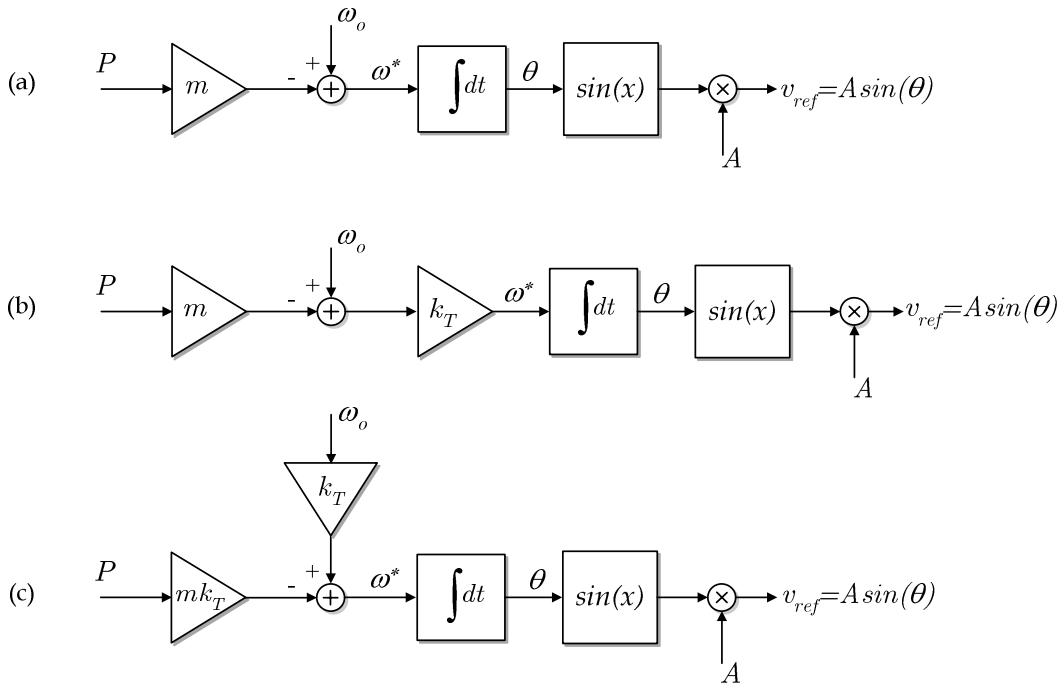 ω_o
(a) P m - + ω* ∫dt θ sin(x) × v_ref=Asin(θ)
A
ω_o
(b) P m - + k_T ω* ∫dt θ sin(x) × v_ref=Asin(θ)
A
ω_o
k_T
(c) P mk_T - + ω* ∫dt θ sin(x) × v_ref=Asin(θ)
A